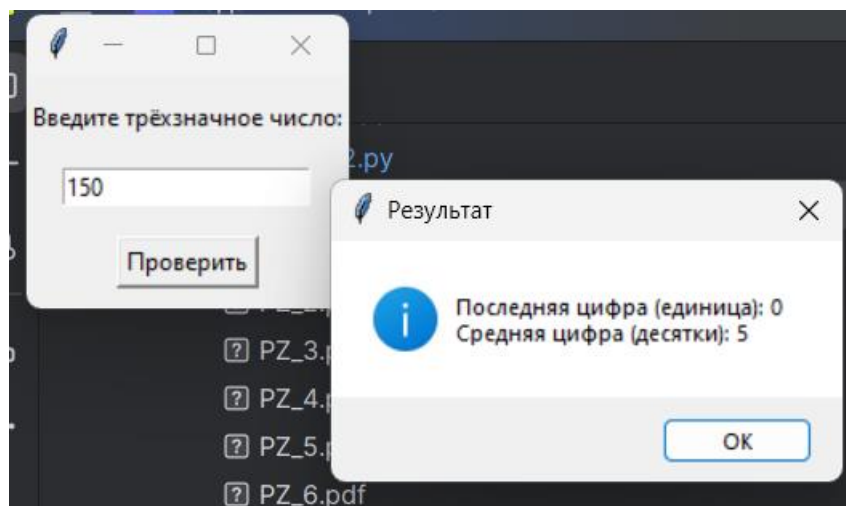 Введите трёхзначное число:
2.py
150
Результат
Проверить
Последняя цифра (единица): 0
Средняя цифра (десятки): 5
PZ_3.
PZ_4.
OK
PZ_5.
PZ_6.pdf